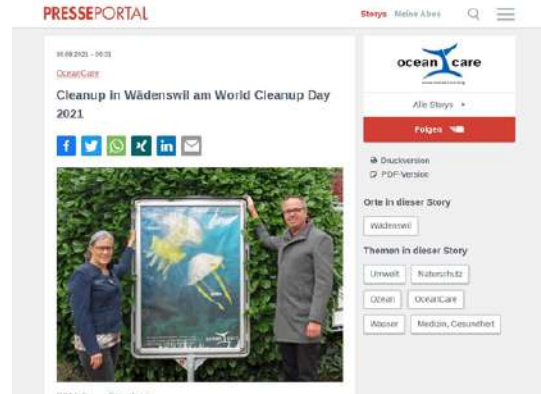 PRESSEPORTAL
Storys Meine Abos
OceanCare
Cleanup in Wädenswil am World Cleanup Day
2021
ocean care
Alle Storys
Folgen
Druckversion
PDF-Version
Orte in dieser Story
Wädenswil
Themen in dieser Story
Umwelt Naturschutz
Ozean OceanCare
Wasser Medizin, Gesundheit